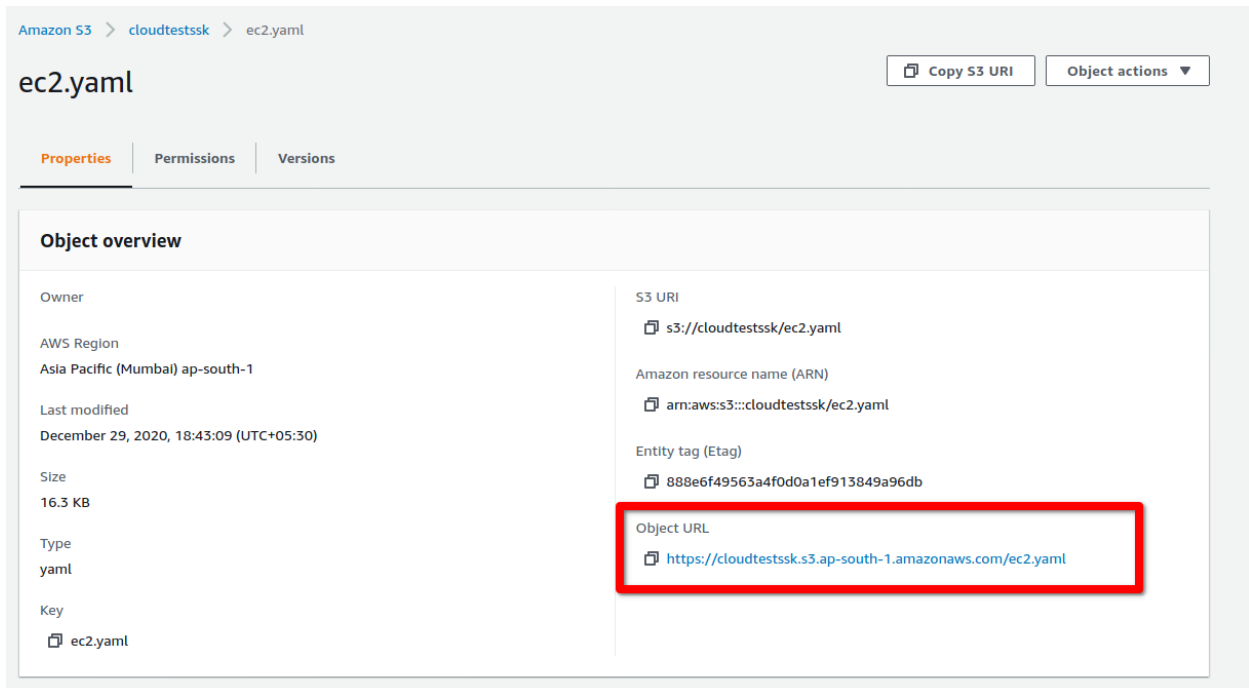 Amazon S3 > cloudtestssk > ec2.yaml
ec2.yaml
Copy S3 URI
Object actions ▼
Properties
Permissions
Versions
Object overview
Owner
AWS Region
Asia Pacific (Mumbai) ap-south-1
Last modified
December 29, 2020, 18:43:09 (UTC+05:30)
Size
16.3 KB
Type
yaml
Key
ec2.yaml
S3 URI
s3://cloudtestssk/ec2.yaml
Amazon resource name (ARN)
arn:aws:s3:::cloudtestssk/ec2.yaml
Entity tag (Etag)
888e6f49563a4f0d0a1ef913849a96db
Object URL
https://cloudtestssk.s3.ap-south-1.amazonaws.com/ec2.yaml